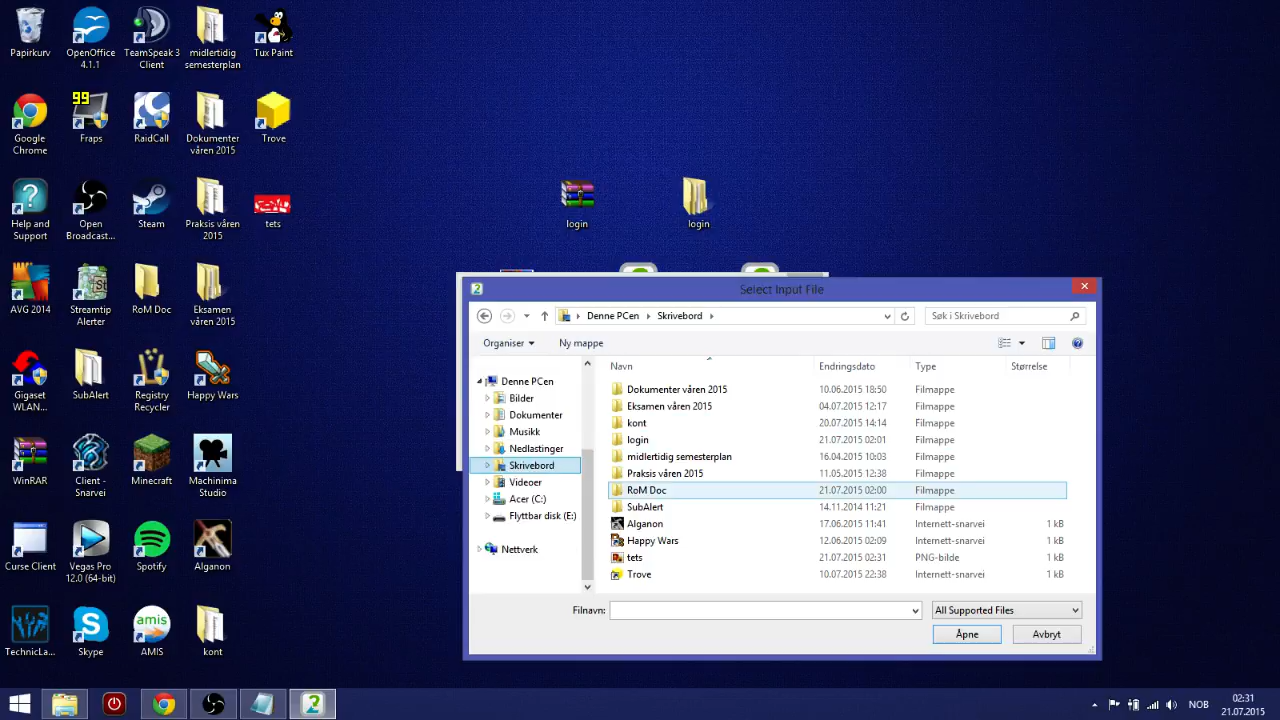 Papirkurv
OpenOffice
4.1.1
TeamSpeak 3
Client
midlertidig
semesterplan
Tux Paint
Google
Chrome
99
Fraps
RaidCall
Dokumenter
våren 2015
Trove
Help and
Support
Open
Broadcast...
Steam
Praksis våren
2015
tets
login
login
AVG 2014
Streamtip
Alerter
RoM Doc
Eksamen
våren 2015
Gigaset
WLAN...
SubAlert
Registry
Recycler
Happy Wars
WinRAR
Client -
Snarvei
Minecraft
Machinima
Studio
Curse Client
Vegas Pro
12.0 (64-bit)
Spotify
Alganon
TechnicLa...
Skype
AMIS
kont
Select Input File
Denne PCen
Skrivebord
Søk i Skrivebord
Organiser
Ny mappe
Denne PCen
Bilder
Dokumenter
Musikk
Nedlastinger
Skrivebord
Videoer
Acer (C:)
Flyttbar disk (E:)
Nettverk
Navn Endringsdato Type Størrelse
Dokumenter våren 2015 10.06.2015 18:50 Filmappe
Eksamen våren 2015 04.07.2015 12:17 Filmappe
kont 20.07.2015 14:14 Filmappe
login 21.07.2015 02:01 Filmappe
midlertidig semesterplan 16.04.2015 10:03 Filmappe
Praksis våren 2015 11.05.2015 12:38 Filmappe
RoM Doc 21.07.2015 02:00 Filmappe
SubAlert 14.11.2014 11:21 Filmappe
Alganon 17.06.2015 11:41 Internett-snarvei 1 kB
Happy Wars 12.06.2015 02:09 Internett-snarvei 1 kB
tets 21.07.2015 02:31 PNG-bilde 1 kB
Trove 10.07.2015 22:38 Internett-snarvei 1 kB
Filnavn:
All Supported Files
Åpne
Avbryt
NOB
02:31
21.07.2015